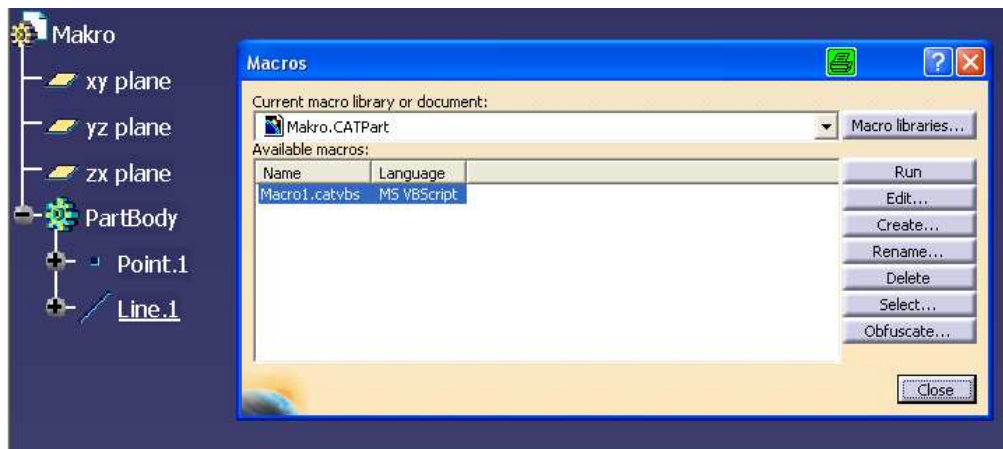 Makro
xy plane
yz plane
zx plane
PartBody
Point.1
Line.1
Macros
?
Current macro library or document:
Makro.CATPart
Macro libraries...
Available macros:
Name Language
Macro1.catvbs MS VBScript
Run
Edit...
Create...
Rename...
Delete
Select...
Obfuscate...
Close